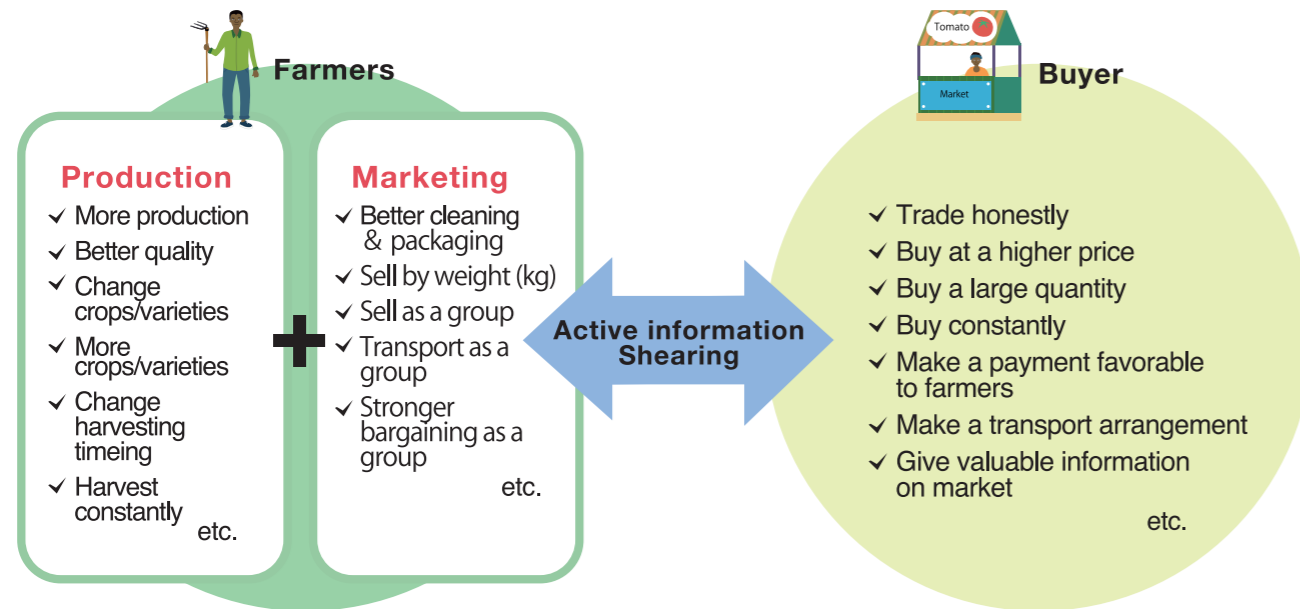 Farmers
Production
✓ More production
✓ Better quality
✓ Change
crops/varieties
✓ More
crops/varieties
✓ Change
harvesting
timeing
✓ Harvest
constantly
etc.
+
Marketing
✓ Better cleaning
& packaging
✓ Sell by weight (kg)
✓ Sell as a group
✓ Transport as a
group
✓ Stronger
bargaining as a
group
etc.
Active information
Shearing
Tomato
Market
Buyer
✓ Trade honestly
✓ Buy at a higher price
✓ Buy a large quantity
✓ Buy constantly
✓ Make a payment favorable
to farmers
✓ Make a transport arrangement
✓ Give valuable information
on market
etc.